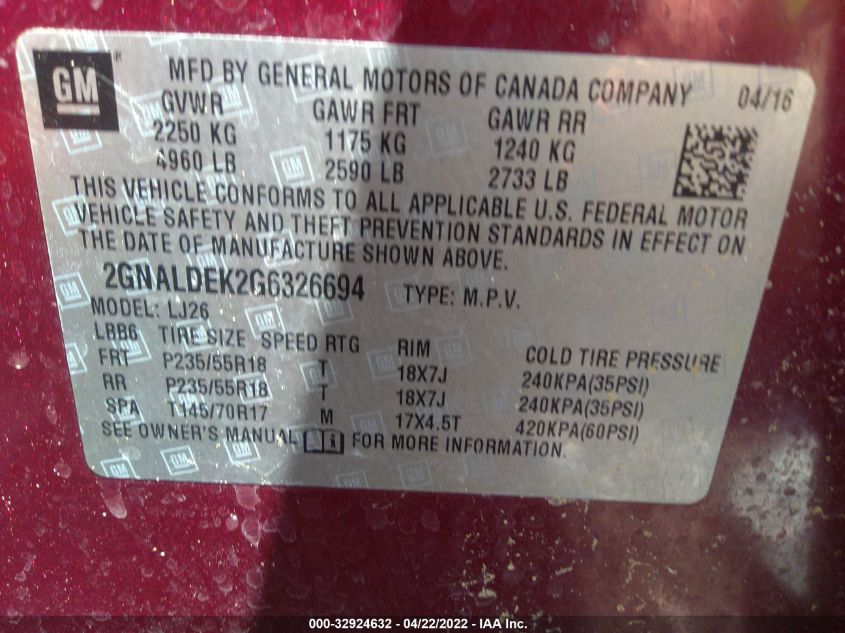 GM
MFD BY GENERAL MOTORS OF CANADA COMPANY 04/16
GVWR GAWR FRT GAWR RR
2250 KG 1175 KG 1240 KG
4960 LB 2590 LB 2733 LB
THIS VEHICLE CONFORMS TO ALL APPLICABLE U.S. FEDERAL MOTOR
VEHICLE SAFETY AND THEFT PREVENTION STANDARDS IN EFFECT ON
THE DATE OF MANUFACTURE SHOWN ABOVE.
2GNALDEK2G6326694 TYPE: M.P.V.
MODEL: LJ26
LBB6 TIRE SIZE SPEED RTG RIM COLD TIRE PRESSURE
FRT P235/55R18 T 18X7J 240KPA(35PSI)
RR P235/55R18 T 18X7J 240KPA(35PSI)
SPA T145/70R17 M 17X4.5T 420KPA(60PSI)
SEE OWNER'S MANUAL FOR MORE INFORMATION.
000-32924632 - 04/22/2022 - IAA Inc.